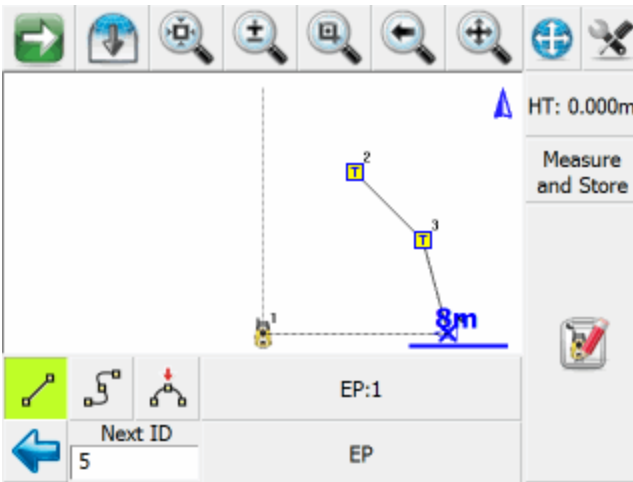 HT: 0.000m
2
Measure
and Store
T
3
T
1
8m
EP:1
Next ID
5
EP